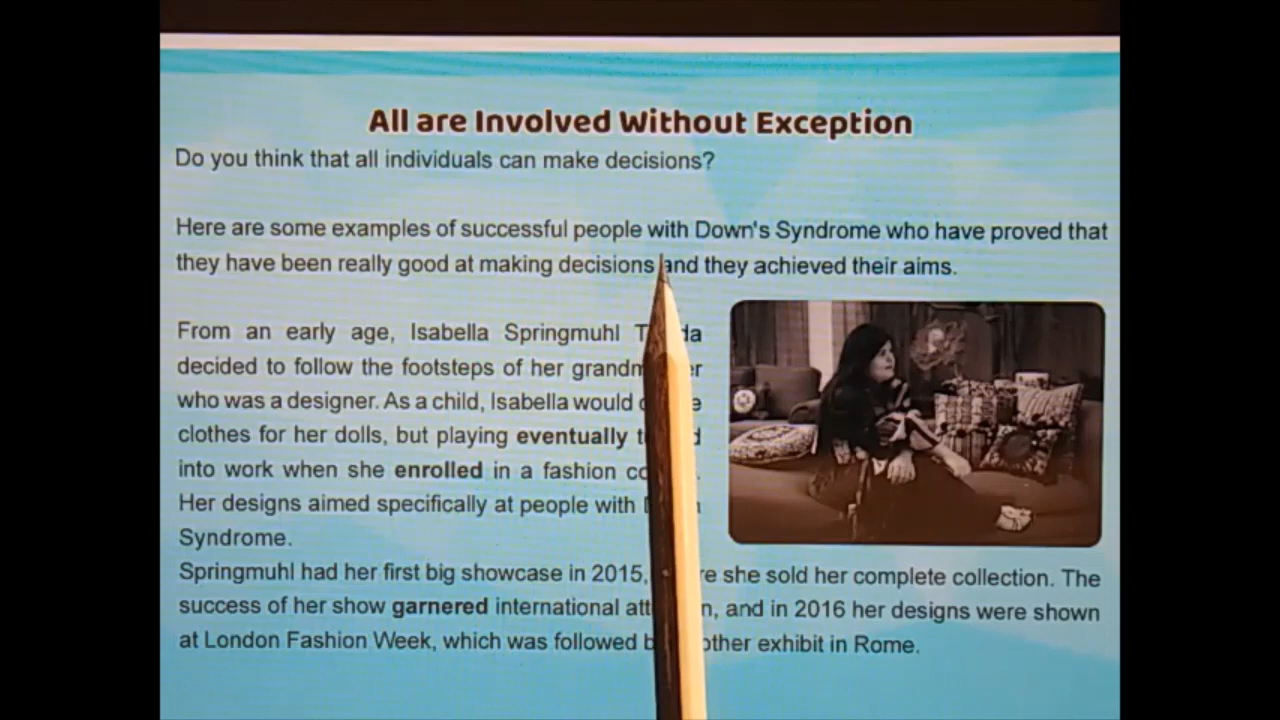 All are Involved Without Exception
Do you think that all individuals can make decisions?
Here are some examples of successful people with Down's Syndrome who have proved that
they have been really good at making decisions and they achieved their aims.
From an early age, Isabella Springmuhl
decided to follow the footsteps of her
who was a designer. As a child, Isabella would
clothes for her dolls, but playing eventually
into work when she enrolled in a fashion
Her designs aimed specifically at people with
Syndrome.
Springmuhl had her first big showcase in 2015, she sold her complete collection. The
success of her show garnered international and in 2016 her designs were shown
at London Fashion Week, which was followed exhibit in Rome.